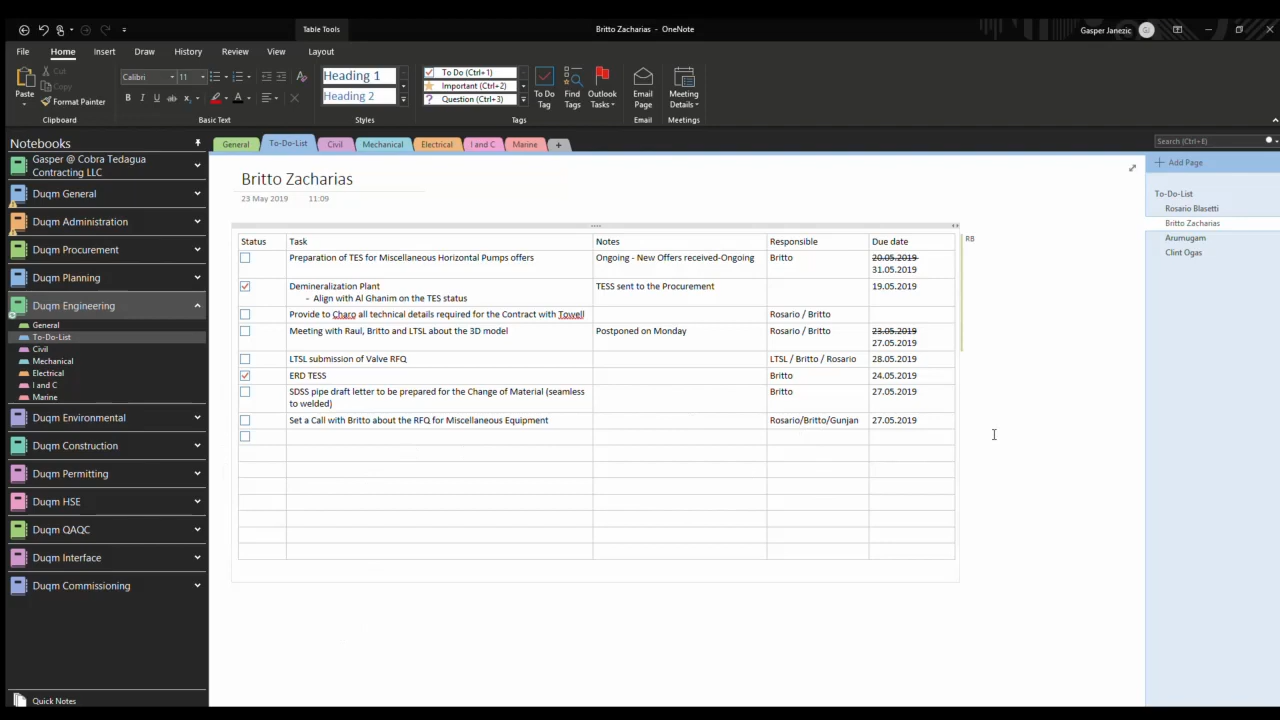 Table Tools
Britto Zacharias - OneNote
Gasper Janezic
File Home Insert Draw History Review View Layout
Paste
Cut
Copy
Format Painter
Clipboard
Calibri 11
B I U ab X₂ A
Basic Text
Heading 1
Heading 2
Styles
To Do (Ctrl+1)
Important (Ctrl+2)
? Question (Ctrl+3)
To Do Tag
Find Tags
Outlook Tasks
Tags
Email Page
Email
Meeting Details
Meetings
Notebooks
Gasper @ Cobra Tedagua
Contracting LLC
Duqm General
Duqm Administration
Duqm Procurement
Duqm Planning
Duqm Engineering
General
To-Do-List
Civil
Mechanical
Electrical
I and C
Marine
Duqm Environmental
Duqm Construction
Duqm Permitting
Duqm HSE
Duqm QAQC
Duqm Interface
Duqm Commissioning
Quick Notes
General To-Do-List Civil Mechanical Electrical I and C Marine +
Search (Ctrl+E)
Britto Zacharias
23 May 2019 11:09
Status Task Notes Responsible Due date
Preparation of TES for Miscellaneous Horizontal Pumps offers Ongoing - New Offers received-Ongoing Britto 20.05.2019-
31.05.2019
Demineralization Plant TESS sent to the Procurement 19.05.2019
- Align with Al Ghanim on the TES status
Provide to Charo all technical details required for the Contract with Towell Rosario / Britto
Meeting with Raul, Britto and LTSL about the 3D model Postponed on Monday Rosario / Britto 23.05.2019
27.05.2019
LTSL submission of Valve RFQ LTSL / Britto / Rosario 28.05.2019
ERD TESS Britto 24.05.2019
SDSS pipe draft letter to be prepared for the Change of Material (seamless Britto 27.05.2019
to welded)
Set a Call with Britto about the RFQ for Miscellaneous Equipment Rosario/Britto/Gunjan 27.05.2019
RB
Add Page
To-Do-List
Rosario Blasetti
Britto Zacharias
Arumugam
Clint Ogas